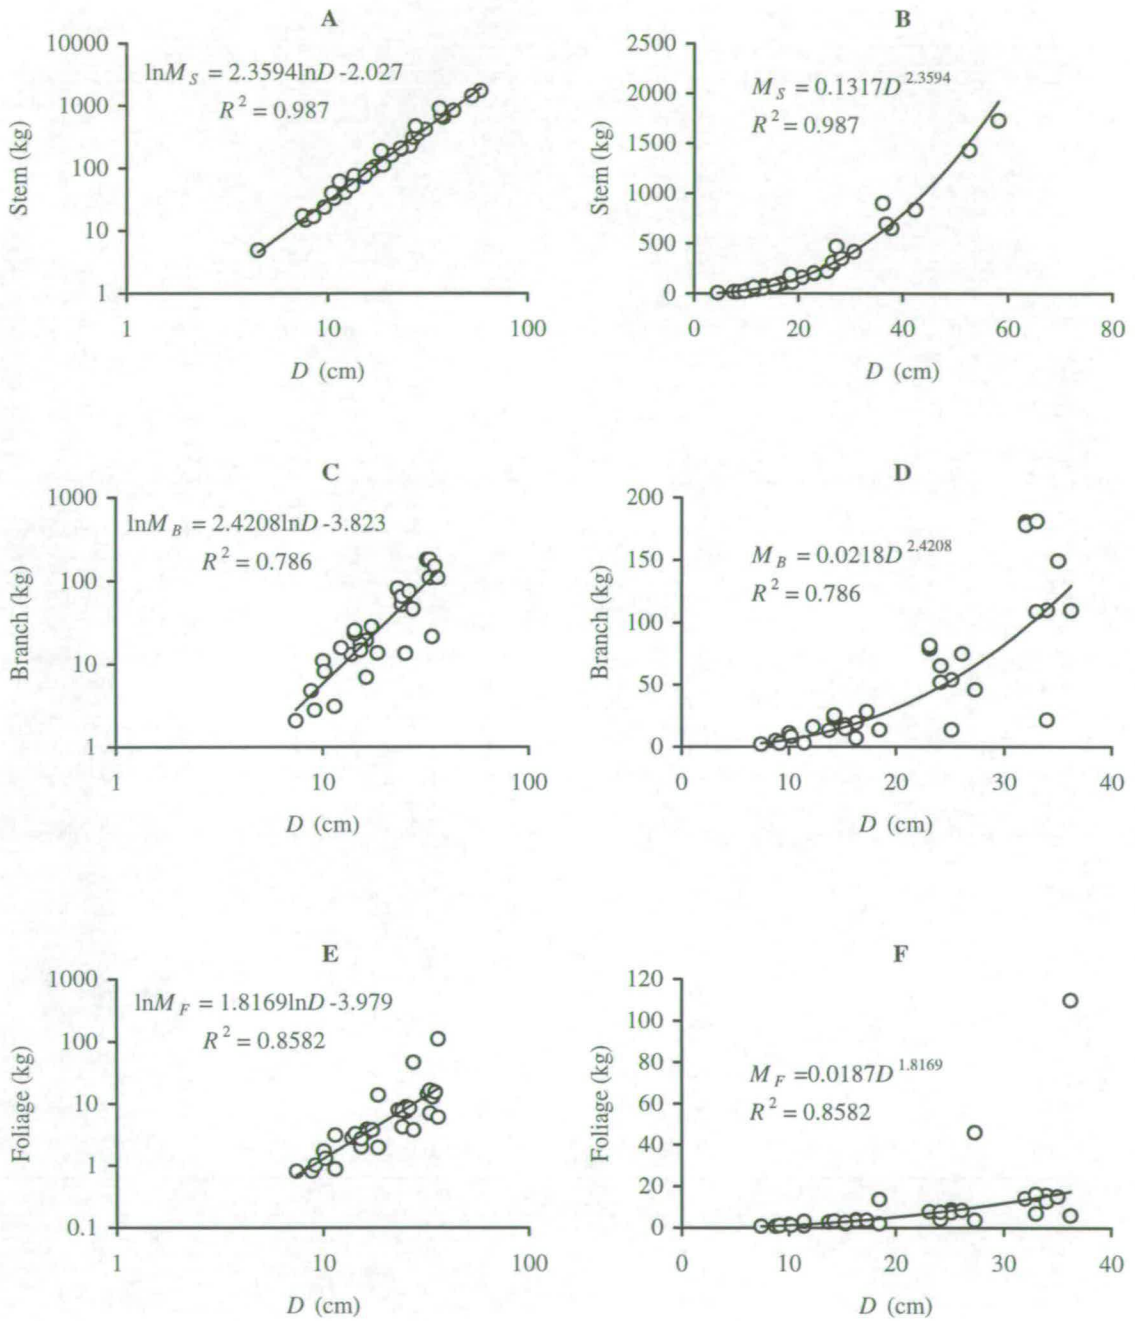 A
10000
1000
100
10
1
Stem (kg)
lnM_S = 2.3594lnD -2.027
R² = 0.987
1 10 100
D (cm)
B
2500
2000
1500
1000
500
0
Stem (kg)
M_S = 0.1317D^2.3594
R² = 0.987
0 20 40 60 80
D (cm)
C
1000
100
10
1
Branch (kg)
lnM_B = 2.4208lnD -3.823
R² = 0.786
1 10 100
D (cm)
D
200
150
100
50
0
Branch (kg)
M_B = 0.0218D^2.4208
R² = 0.786
0 10 20 30 40
D (cm)
E
1000
100
10
1
0.1
Foliage (kg)
lnM_F = 1.8169lnD -3.979
R² = 0.8582
1 10 100
D (cm)
F
120
100
80
60
40
20
0
Foliage (kg)
M_F =0.0187D^1.8169
R² = 0.8582
0 10 20 30 40
D (cm)